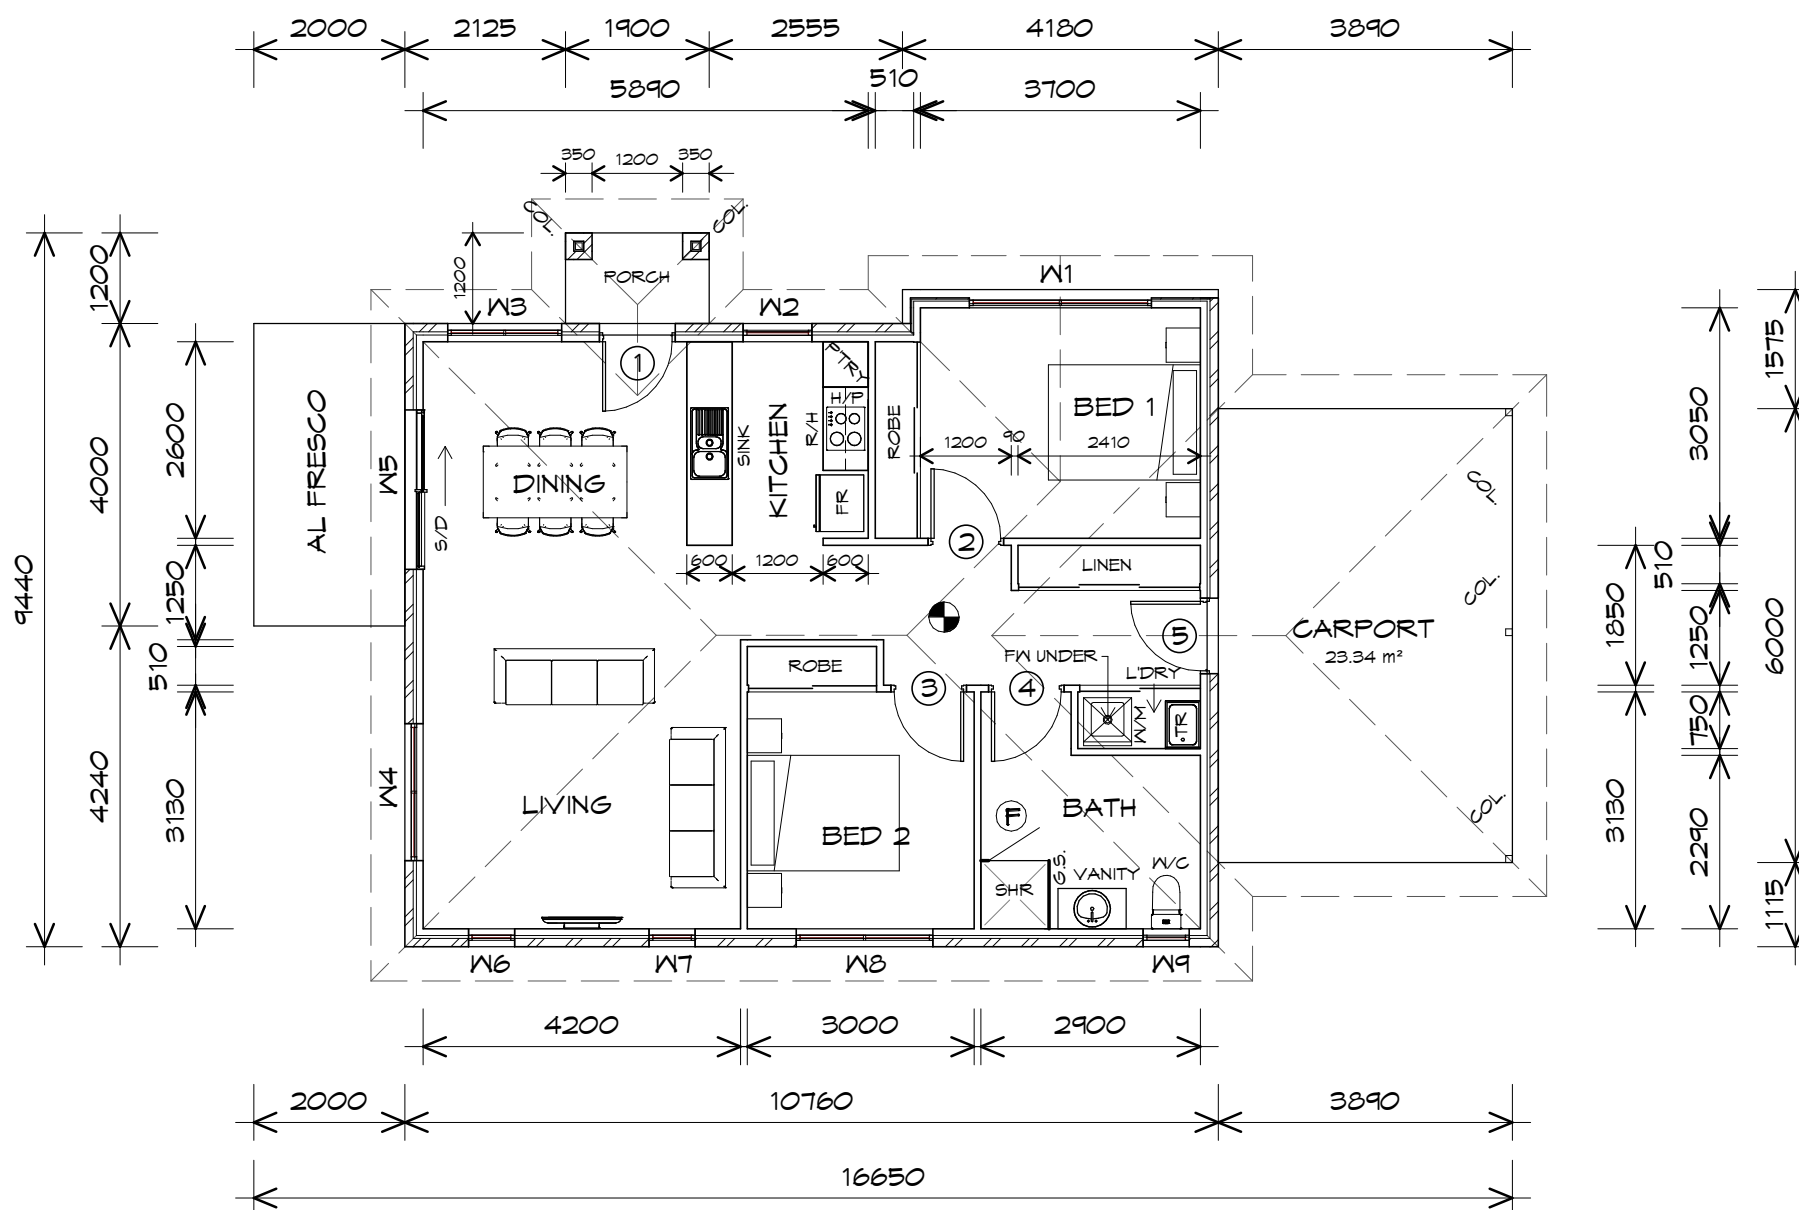 2000 2125 1900 2555 4180 3890
5890 510 3700
350 1200 350
COL. COL.
1200
PORCH
W3 W2 W1
9440
1200
4000
4240
2600
1250
510
3130
AL FRESCO
W5
S/D
W4
1
DINING
SINK
KITCHEN
P'TRY
H/P
R/H
FR
600 1200 600
ROBE
BED 1
1200 90 2410
2
LINEN
5
FW UNDER
L'DRY
W/M
TR
ROBE
3
4
LIVING
BED 2
F
BATH
G.S.
SHR
VANITY
W/C
COL.
COL.
COL.
CARPORT
23.34 m²
3050
510
1850
1250
750
3130
2290
1575
6000
1115
W6 W7 W8 W9
4200 3000 2900
2000 10760 3890
16650